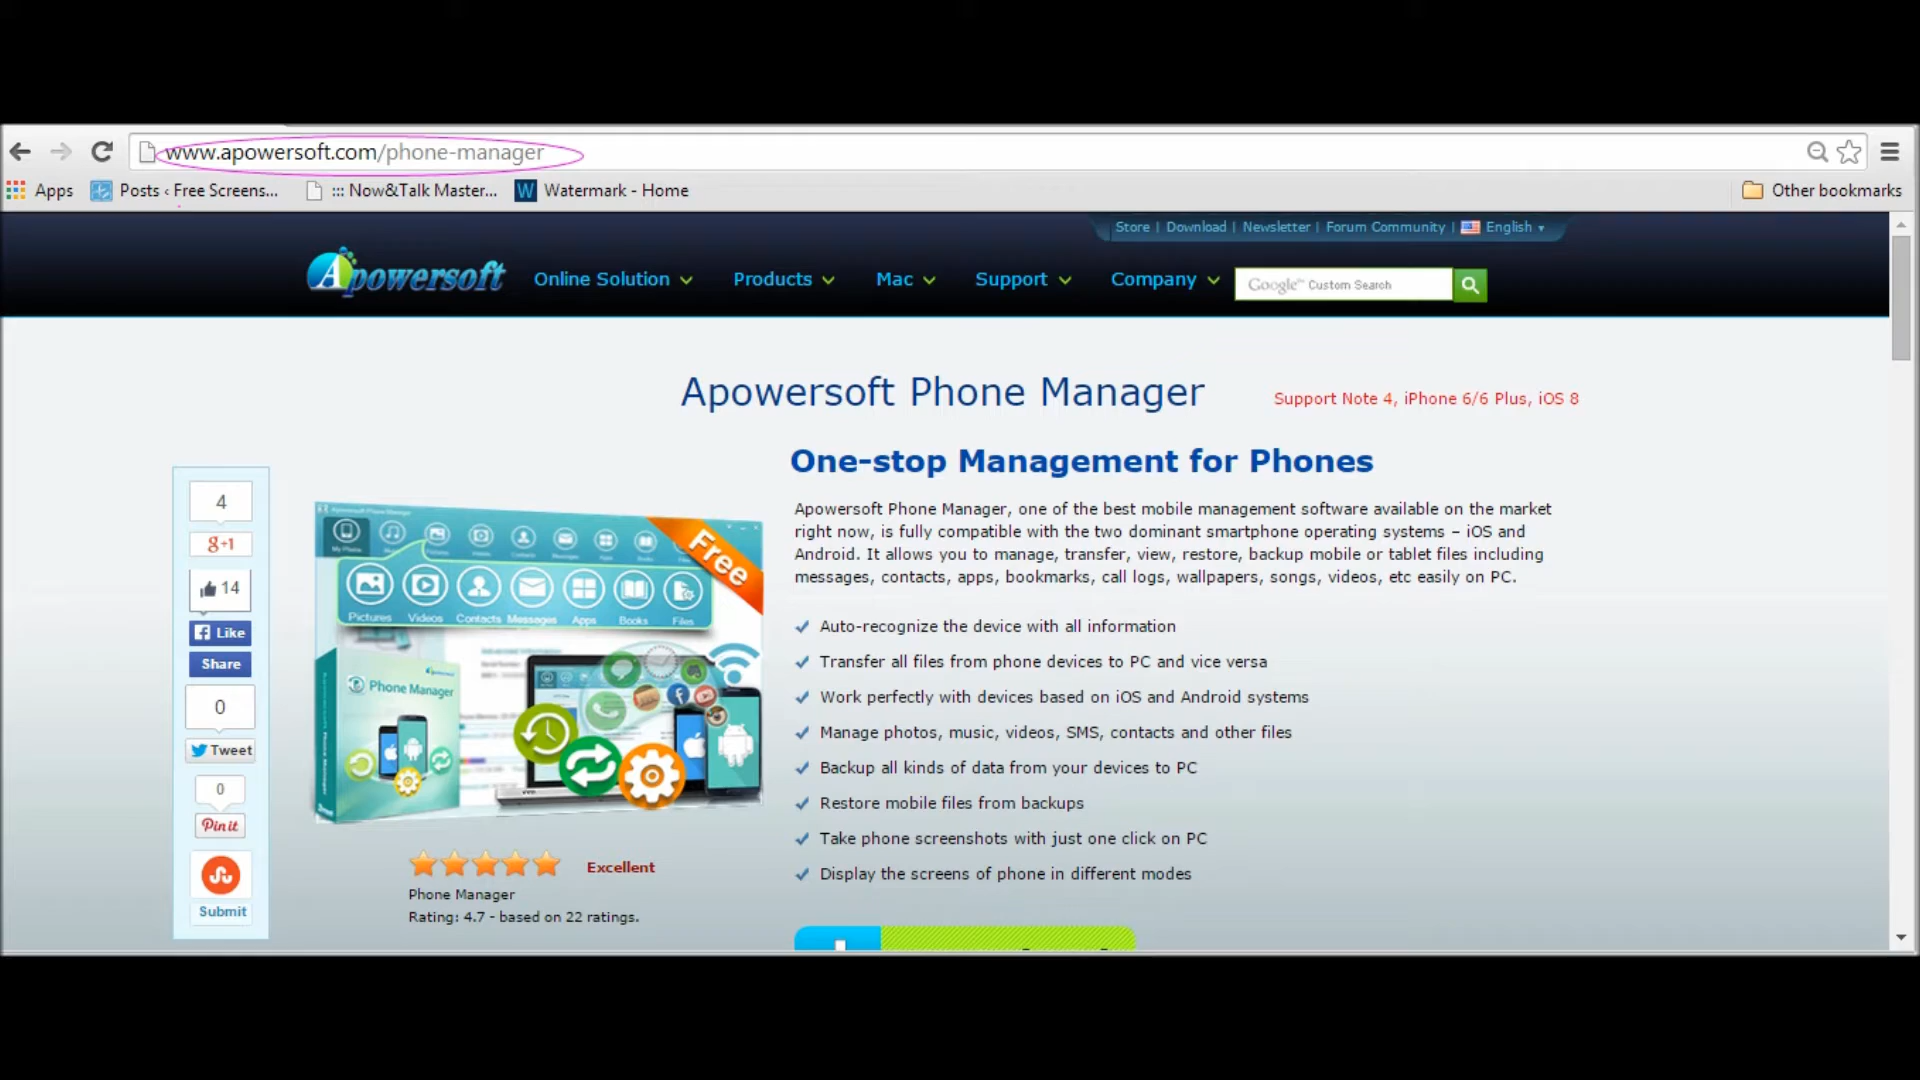 www.apowersoft.com/phone-manager
Apps
Posts ‹ Free Screens...
::: Now&Talk Master...
W Watermark - Home
Other bookmarks
Store | Download | Newsletter | Forum Community | English
Apowersoft
Online Solution
Products
Mac
Support
Company
Google™ Custom Search
Apowersoft Phone Manager
Support Note 4, iPhone 6/6 Plus, iOS 8
One-stop Management for Phones
Apowersoft Phone Manager, one of the best mobile management software available on the market
right now, is fully compatible with the two dominant smartphone operating systems – iOS and
Android. It allows you to manage, transfer, view, restore, backup mobile or tablet files including
messages, contacts, apps, bookmarks, call logs, wallpapers, songs, videos, etc easily on PC.
Auto-recognize the device with all information
Transfer all files from phone devices to PC and vice versa
Work perfectly with devices based on iOS and Android systems
Manage photos, music, videos, SMS, contacts and other files
Backup all kinds of data from your devices to PC
Restore mobile files from backups
Take phone screenshots with just one click on PC
Display the screens of phone in different modes
4
g+1
14
Like
Share
0
Tweet
0
Pin it
Submit
Free
Pictures Videos Contacts Messages Apps Books Files
Phone Manager
Excellent
Phone Manager
Rating: 4.7 - based on 22 ratings.